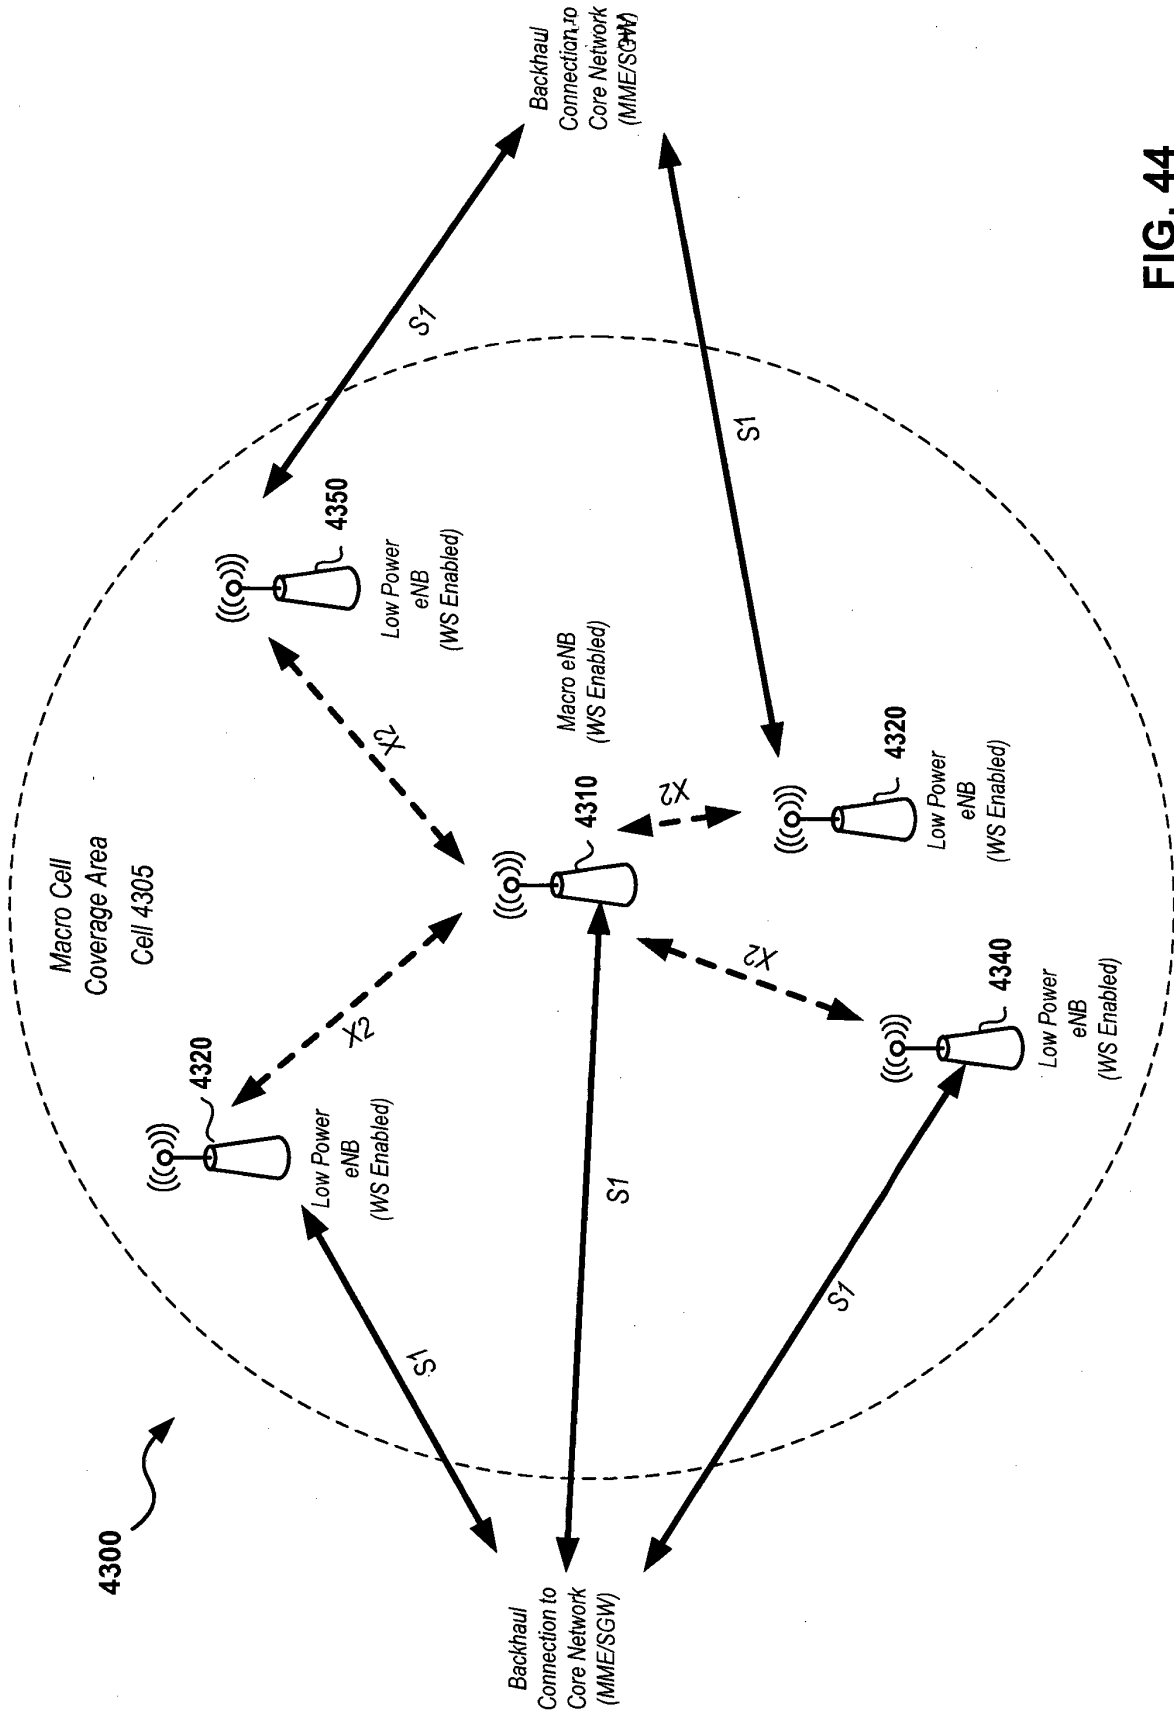 4300
Macro Cell
Coverage Area
Cell 4305
4320
Low Power
eNB
(WS Enabled)
X2
X2
4350
Low Power
eNB
(WS Enabled)
S1
S1
Backhaul
Connection to
Core Network
(MME/SGW)
S1
4310
Macro eNB
(WS Enabled)
Backhaul
Connection to
Core Network
(MME/SGW)
S1
X2
X2
4320
Low Power
eNB
(WS Enabled)
S1
4340
Low Power
eNB
(WS Enabled)
FIG. 44